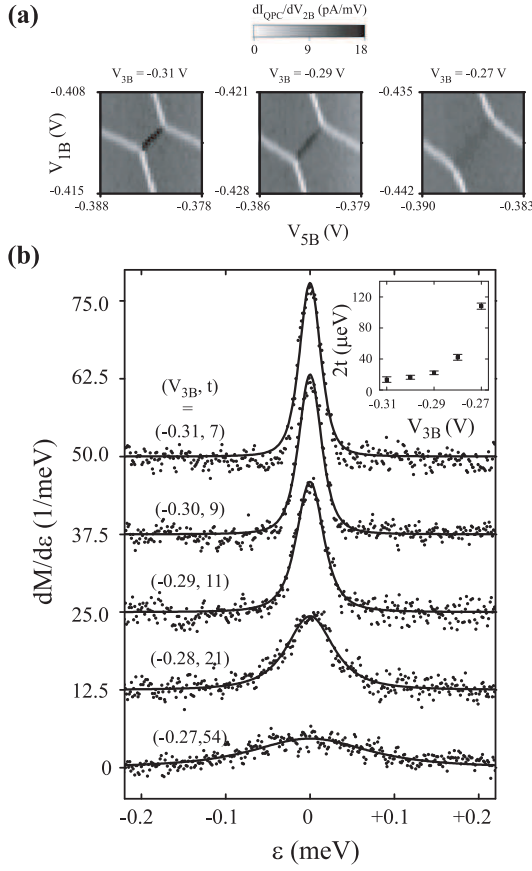 (a)
dI_QPC/dV_2B (pA/mV)
0 9 18
V_3B = -0.31 V V_3B = -0.29 V V_3B = -0.27 V
-0.408 -0.421 -0.435
V_1B (V)
-0.415 -0.428 -0.442
-0.388 -0.378 -0.386 -0.379 -0.390 -0.383
V_5B (V)
(b)
75.0
62.5
50.0
37.5
25.0
12.5
0
dM/dε (1/meV)
(V_3B, t)
=
(-0.31, 7)
(-0.30, 9)
(-0.29, 11)
(-0.28, 21)
(-0.27,54)
120
80
40
0
2t (μeV)
-0.31 -0.29 -0.27
V_3B (V)
-0.2 -0.1 0 +0.1 +0.2
ε (meV)